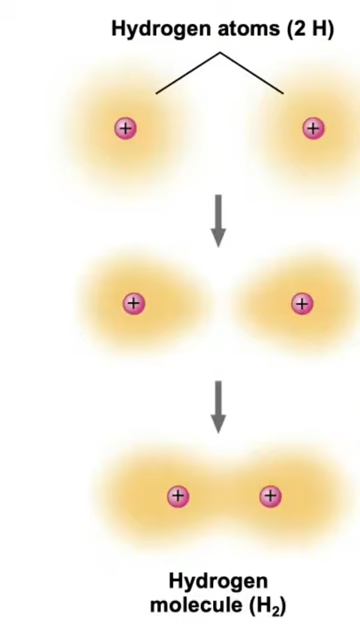 Hydrogen atoms (2 H)
+ +
+ +
+ +
Hydrogen
molecule (H₂)